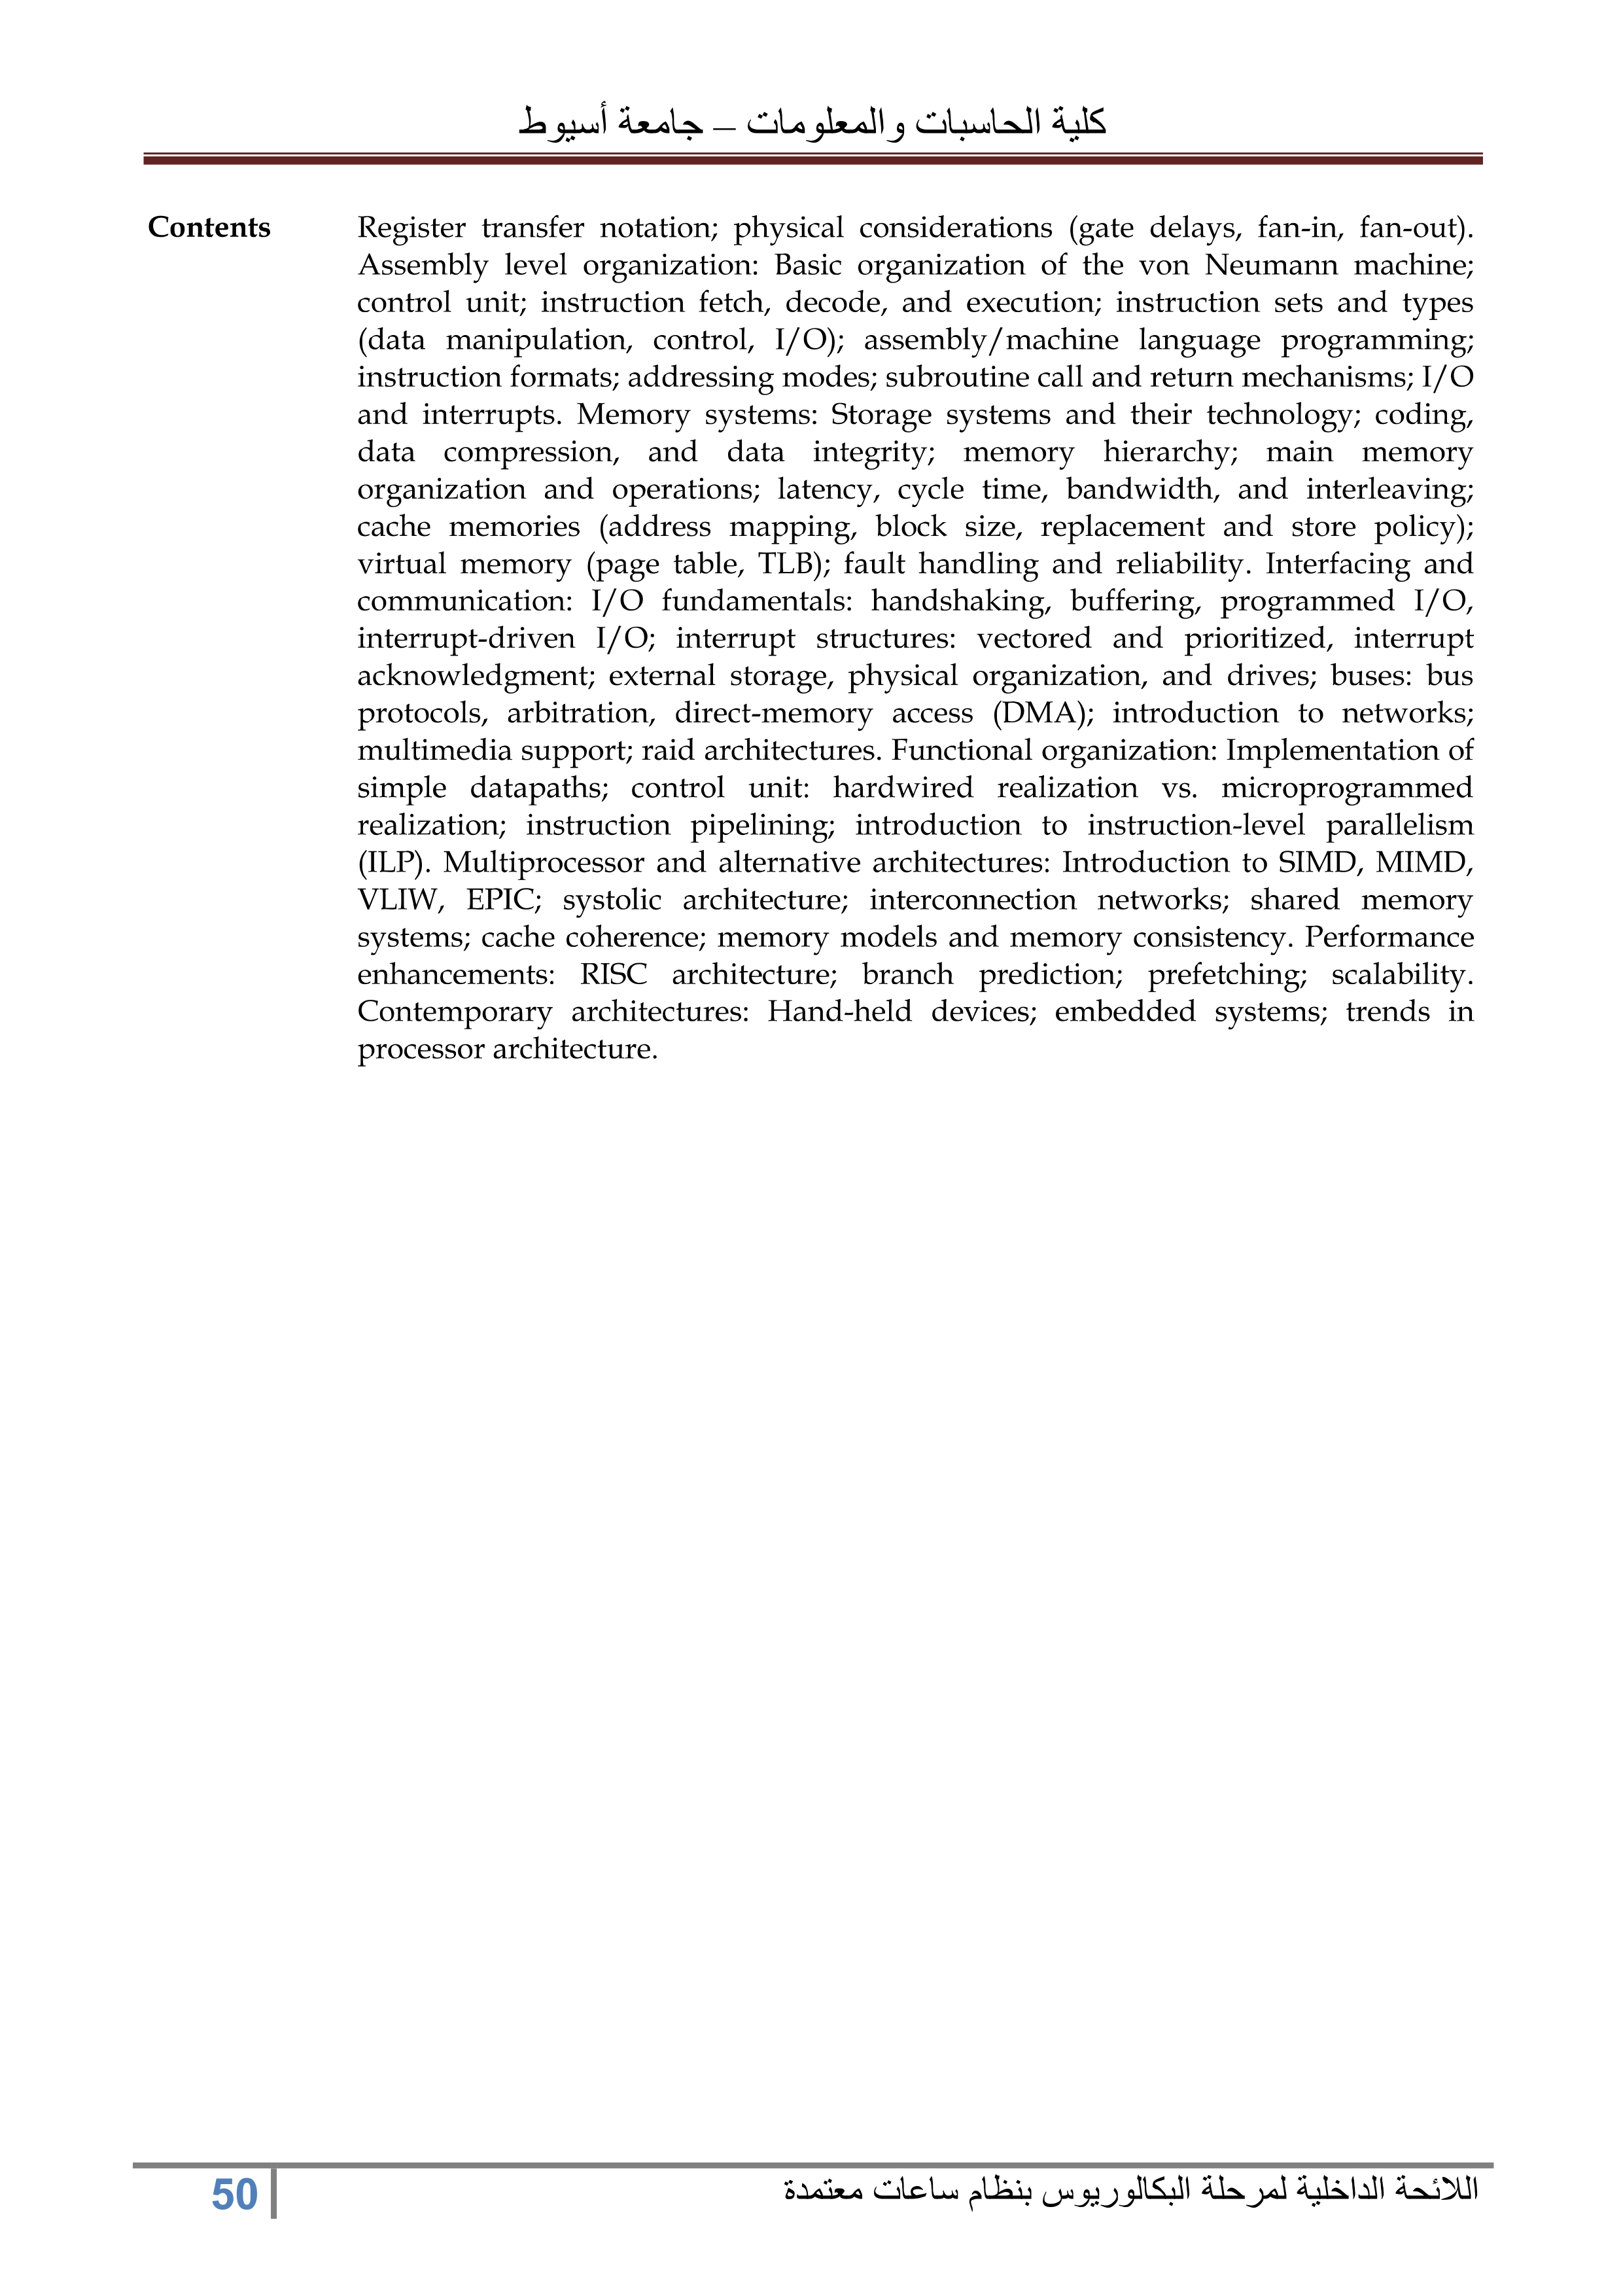 كلية الحاسبات والمعلومات – جامعة أسيوط
Contents Register transfer notation; physical considerations (gate delays, fan-in, fan-out).
Assembly level organization: Basic organization of the von Neumann machine;
control unit; instruction fetch, decode, and execution; instruction sets and types
(data manipulation, control, I/O); assembly/machine language programming;
instruction formats; addressing modes; subroutine call and return mechanisms; I/O
and interrupts. Memory systems: Storage systems and their technology; coding,
data compression, and data integrity; memory hierarchy; main memory
organization and operations; latency, cycle time, bandwidth, and interleaving;
cache memories (address mapping, block size, replacement and store policy);
virtual memory (page table, TLB); fault handling and reliability. Interfacing and
communication: I/O fundamentals: handshaking, buffering, programmed I/O,
interrupt-driven I/O; interrupt structures: vectored and prioritized, interrupt
acknowledgment; external storage, physical organization, and drives; buses: bus
protocols, arbitration, direct-memory access (DMA); introduction to networks;
multimedia support; raid architectures. Functional organization: Implementation of
simple datapaths; control unit: hardwired realization vs. microprogrammed
realization; instruction pipelining; introduction to instruction-level parallelism
(ILP). Multiprocessor and alternative architectures: Introduction to SIMD, MIMD,
VLIW, EPIC; systolic architecture; interconnection networks; shared memory
systems; cache coherence; memory models and memory consistency. Performance
enhancements: RISC architecture; branch prediction; prefetching; scalability.
Contemporary architectures: Hand-held devices; embedded systems; trends in
processor architecture.
اللائحة الداخلية لمرحلة البكالوريوس بنظام ساعات معتمدة
50